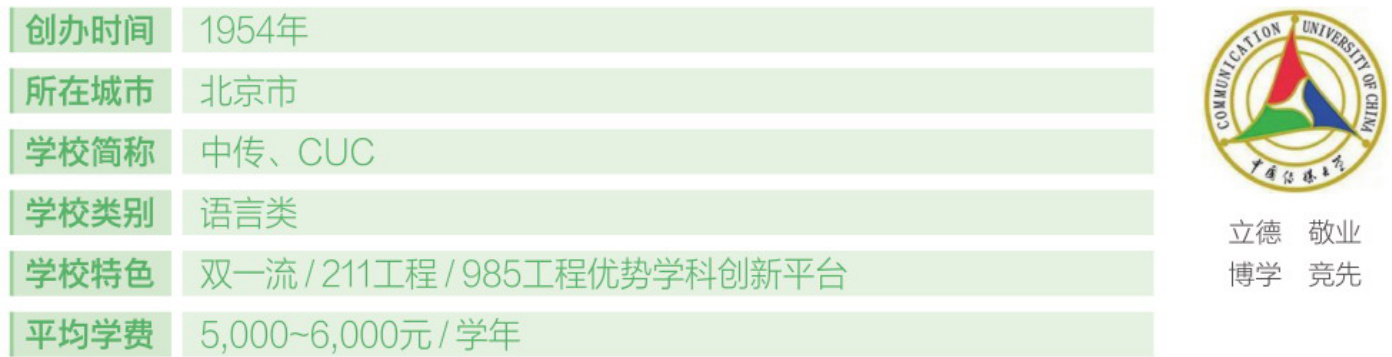 创办时间 1954年
所在城市 北京市
学校简称 中传、CUC
学校类别 语言类
学校特色 双一流 / 211工程 / 985工程优势学科创新平台
平均学费 5,000~6,000元 / 学年
COMMUNICATION UNIVERSITY OF CHINA
中国传媒大学
立德 敬业
博学 竞先